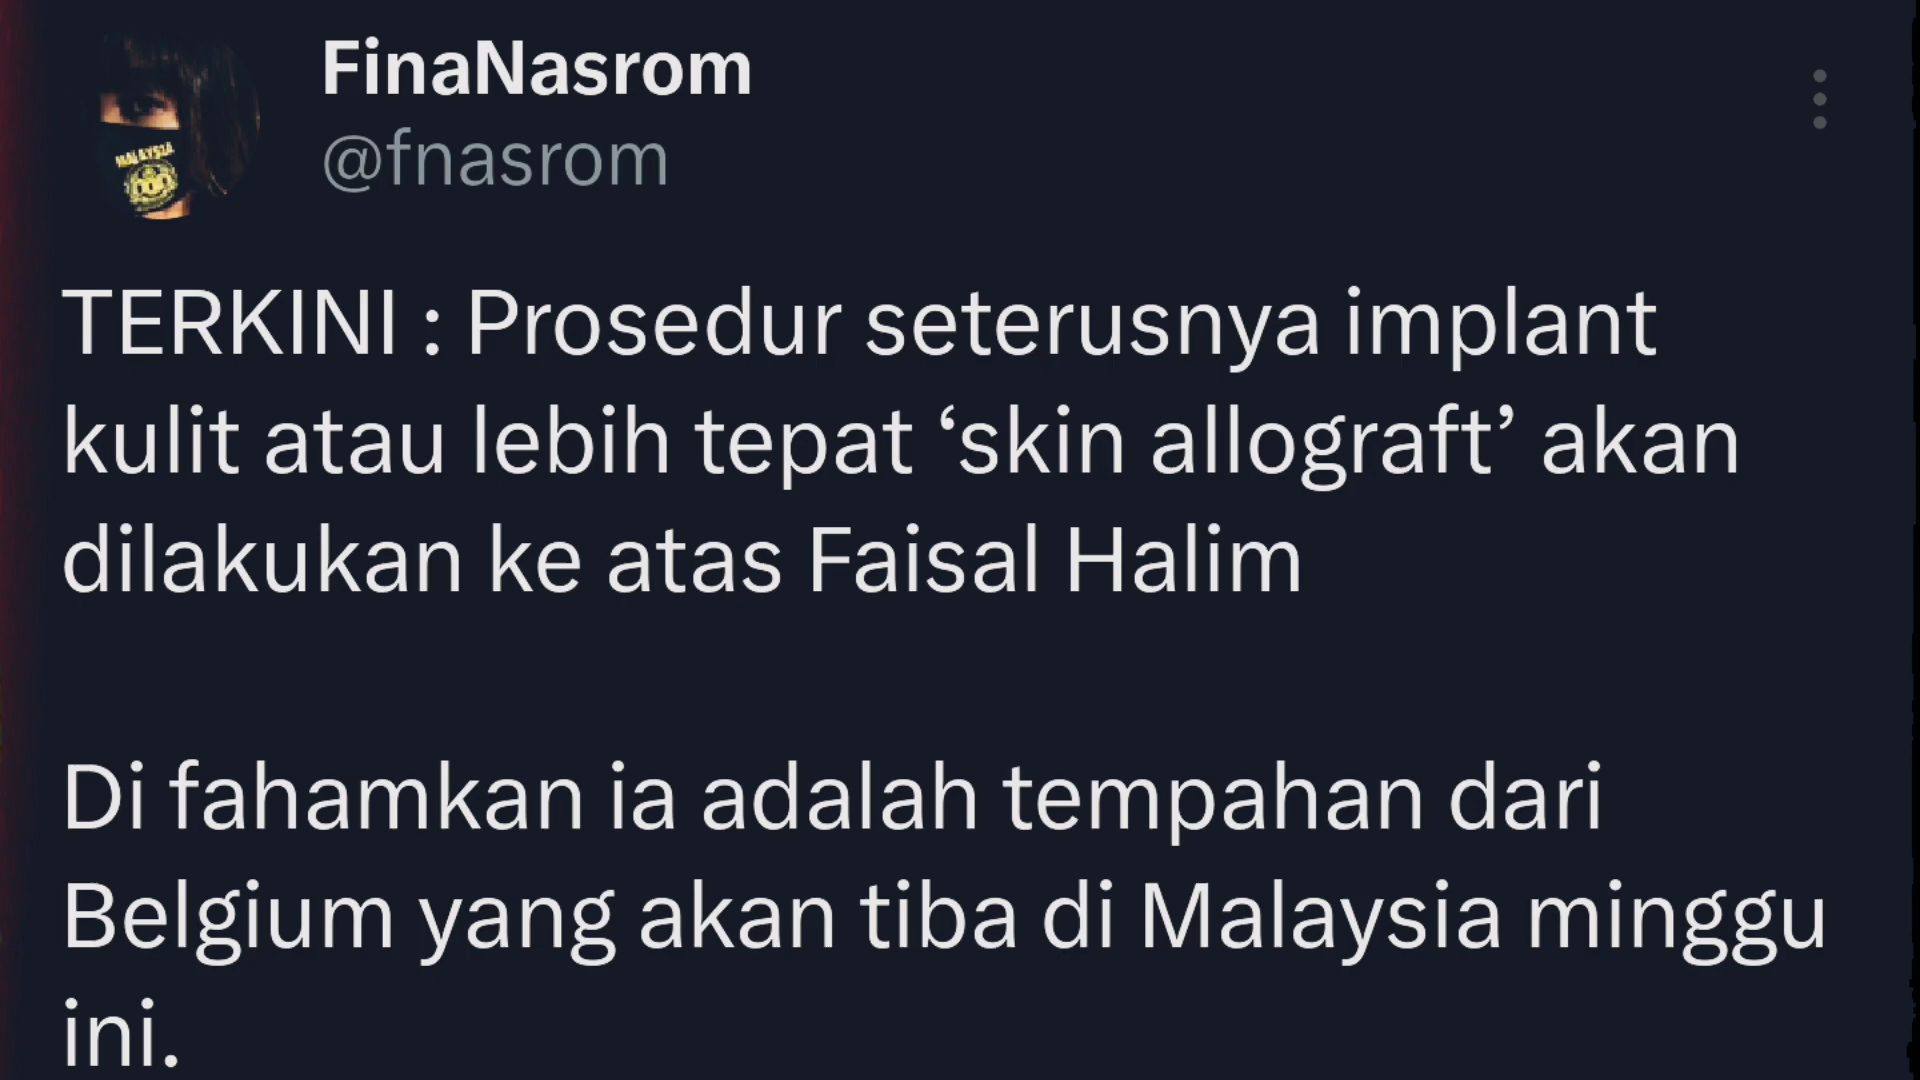 FinaNasrom
@fnasrom
MALAYSIA
TERKINI : Prosedur seterusnya implant
kulit atau lebih tepat ‘skin allograft’ akan
dilakukan ke atas Faisal Halim
Di fahamkan ia adalah tempahan dari
Belgium yang akan tiba di Malaysia minggu
ini.